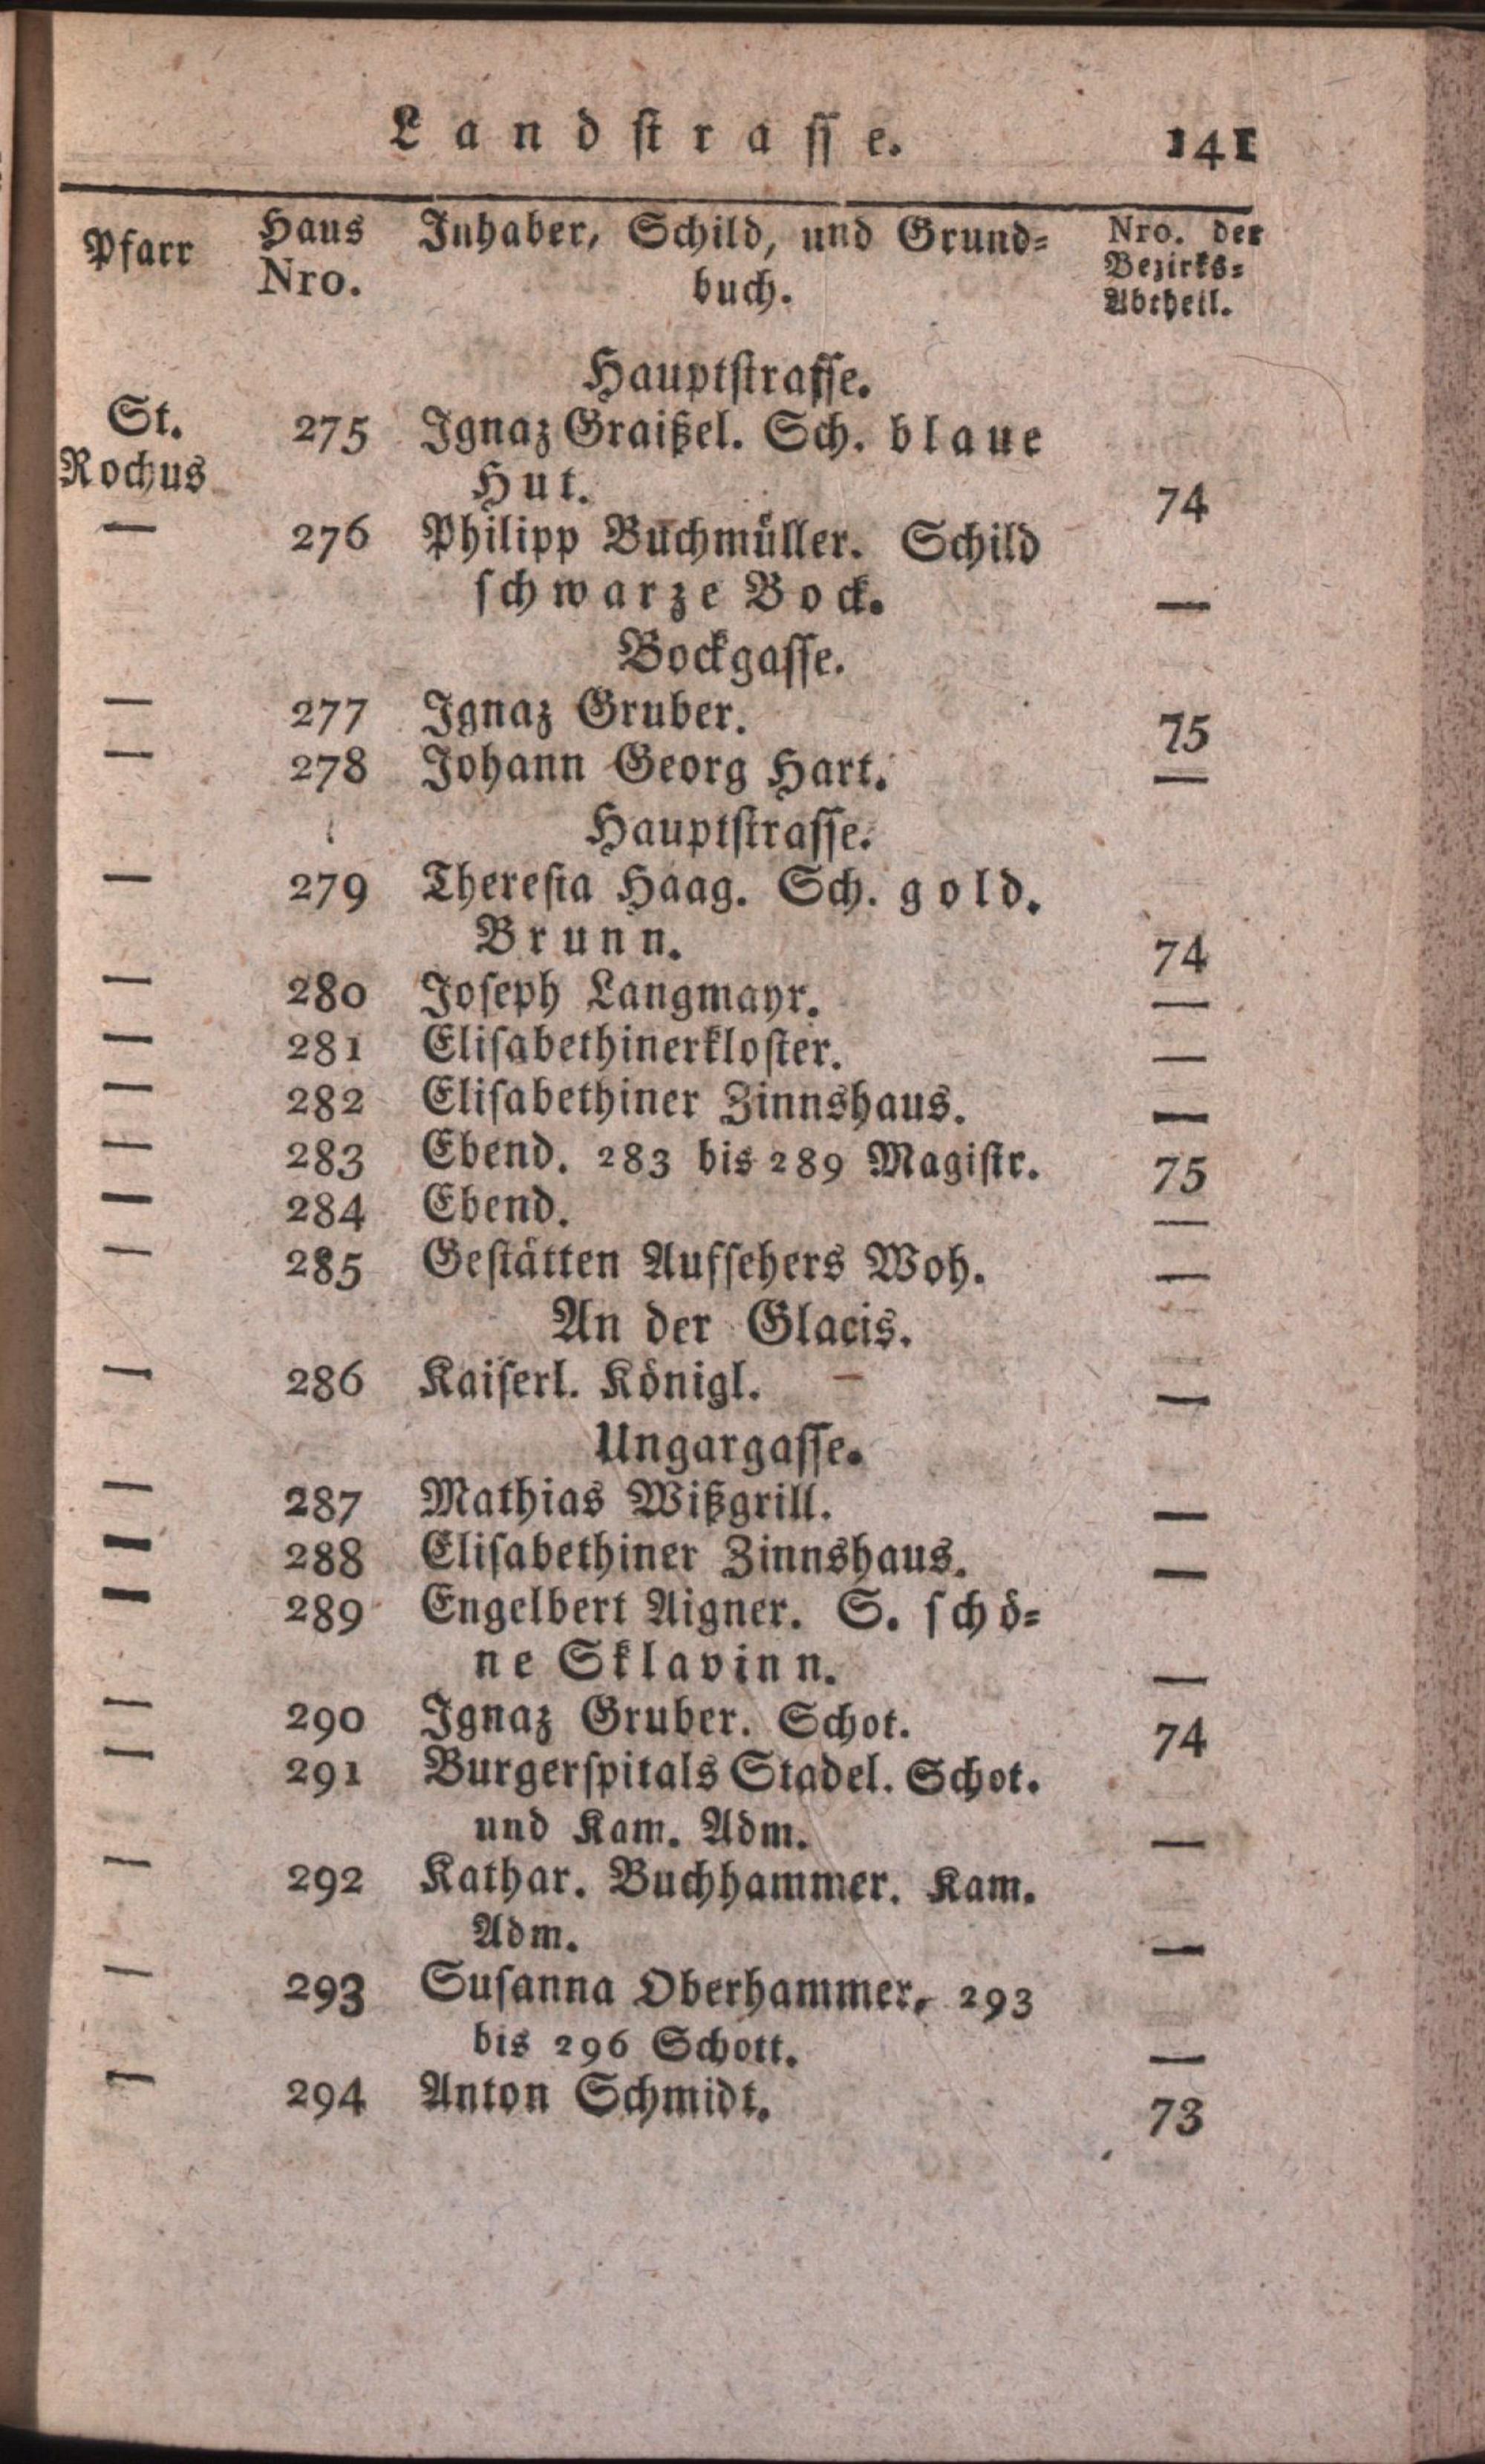 Landstrasse. 141
Pfarr Haus Nro. Inhaber, Schild, und Grund= buch. Nro. der Bezirks= Abtheil.
Hauptstrasse.
St. Rochus 275 Ignaz Graißel. Sch. blaue
Hut. 74
— 276 Philipp Buchmüller. Schild
schwarze Bock. —
Bockgasse.
— 277 Ignaz Gruber. 75
— 278 Johann Georg Hart. —
Hauptstrasse.
— 279 Theresia Haag. Sch. gold.
Brunn. 74
— 280 Joseph Langmayr. —
— 281 Elisabethinerkloster. —
— 282 Elisabethiner Zinnshaus. —
— 283 Ebend. 283 bis 289 Magistr. 75
— 284 Ebend. —
— 285 Gestätten Aufsehers Woh. —
An der Glacis.
— 286 Kaiserl. Königl. —
Ungargasse.
— 287 Mathias Wißgrill. —
— 288 Elisabethiner Zinnshaus. —
— 289 Engelbert Aigner. S. schö=
ne Sklavinn. —
— 290 Ignaz Gruber. Schot. 74
— 291 Burgerspitals Stadel. Schot.
und Kam. Adm. —
— 292 Kathar. Buchhammer. Kam.
Adm. —
— 293 Susanna Oberhammer, 293
bis 296 Schott. —
— 294 Anton Schmidt. 73